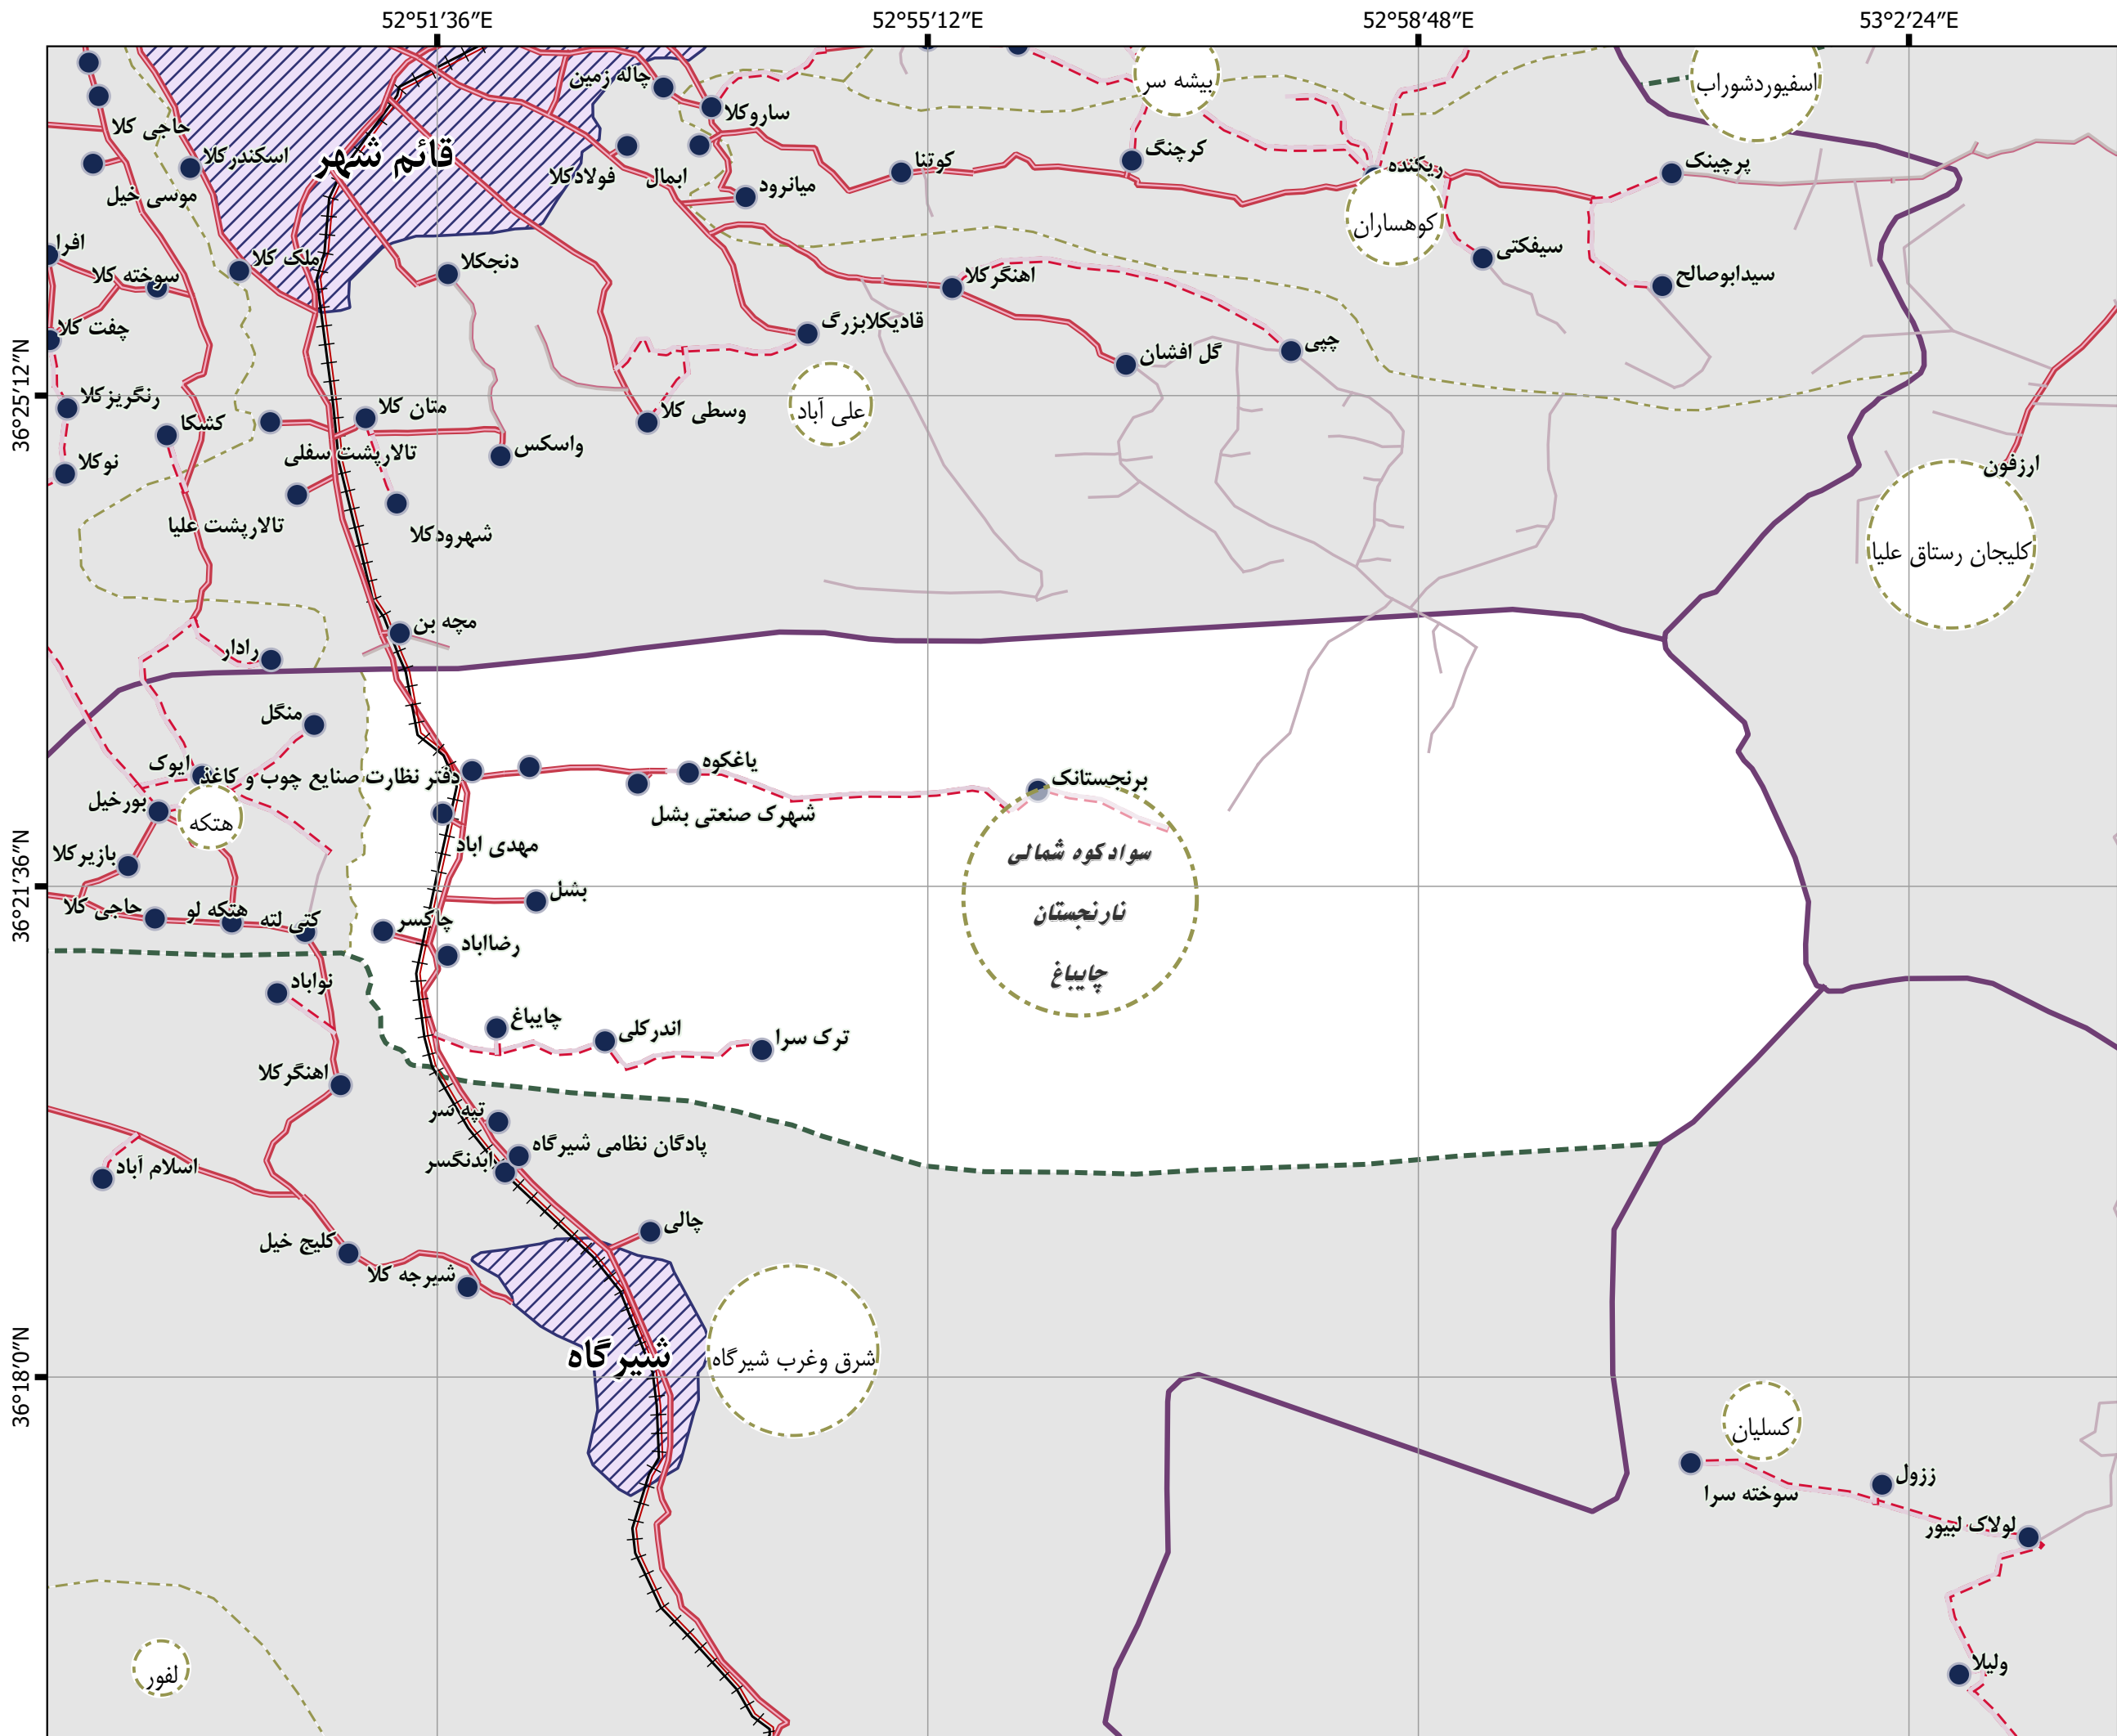 52°51′36″E
52°55′12″E
52°58′48″E
53°2′24″E
36°25′12″N
36°21′36″N
36°18′0″N
چاله زمین
بیشه سر
اسفیوردشوراب
ساروکلا
حاجی کلا
قائم شهر
اسکندرکلا
موسی خیل
فولادکلا
ابمال
میانرود
کوتنا
کرچنگ
ریکنده
پرچینک
کوهساران
سیفکتی
سیدابوصالح
افرا
سوخته کلا
ملک کلا
دنجکلا
اهنگرکلا
چفت کلا
قادیکلابزرگ
گل افشان
چپی
رنگریزکلا
کشکا
متان کلا
وسطی کلا
علی آباد
نوکلا
تالارپشت سفلی
واسکس
ارزفون
تالارپشت علیا
شهرودکلا
کلیجان رستاق علیا
مچه بن
رادار
منگل
ایوک
دفتر نظارت صنایع چوب و کاغذ
یاغکوه
برنجستانک
بورخیل
هتکه
شهرک صنعتی بشل
مهدی اباد
بازیرکلا
سوادکوه شمالی
نارنجستان
چایباغ
بشل
حاجی کلا
هتکه لو
کتی لته
چاکسر
رضااباد
نواباد
چایباغ
اندرکلی
ترک سرا
اهنگرکلا
تپه سر
پادگان نظامی شیرگاه
ابدنگسر
اسلام آباد
چالی
کلیج خیل
شیرجه کلا
شیرگاه
شرق وغرب شیرگاه
کسلیان
سوخته سرا
ززول
لولاک لبیور
ولیلا
لفور